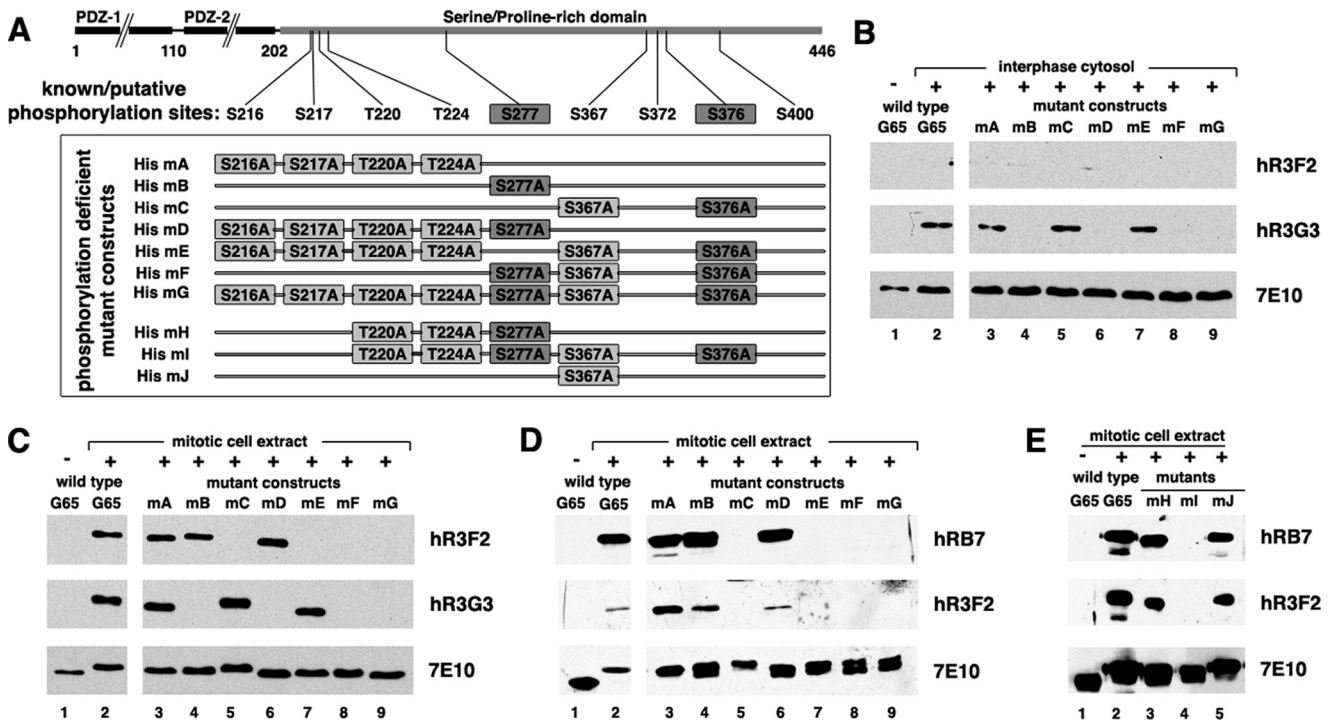 A
PDZ-1 PDZ-2 Serine/Proline-rich domain
1 110 202 446
known/putative
phosphorylation sites: S216 S217 T220 T224 S277 S367 S372 S376 S400
phosphorylation deficient
mutant constructs
His mA S216A S217A T220A T224A
His mB S277A
His mC S367A S376A
His mD S216A S217A T220A T224A S277A
His mE S216A S217A T220A T224A S367A S376A
His mF S277A S367A S376A
His mG S216A S217A T220A T224A S277A S367A S376A
His mH T220A T224A S277A
His mI T220A T224A S277A S367A S376A
His mJ S367A
B
interphase cytosol
- + + + + + + + +
wild type mutant constructs
G65 G65 mA mB mC mD mE mF mG
hR3F2
hR3G3
7E10
1 2 3 4 5 6 7 8 9
C
mitotic cell extract
- + + + + + + + +
wild type mutant constructs
G65 G65 mA mB mC mD mE mF mG
hR3F2
hR3G3
7E10
1 2 3 4 5 6 7 8 9
D
mitotic cell extract
- + + + + + + + +
wild type mutant constructs
G65 G65 mA mB mC mD mE mF mG
hRB7
hR3F2
7E10
1 2 3 4 5 6 7 8 9
E
mitotic cell extract
- + + + +
wild type mutants
G65 G65 mH mI mJ
hRB7
hR3F2
7E10
1 2 3 4 5